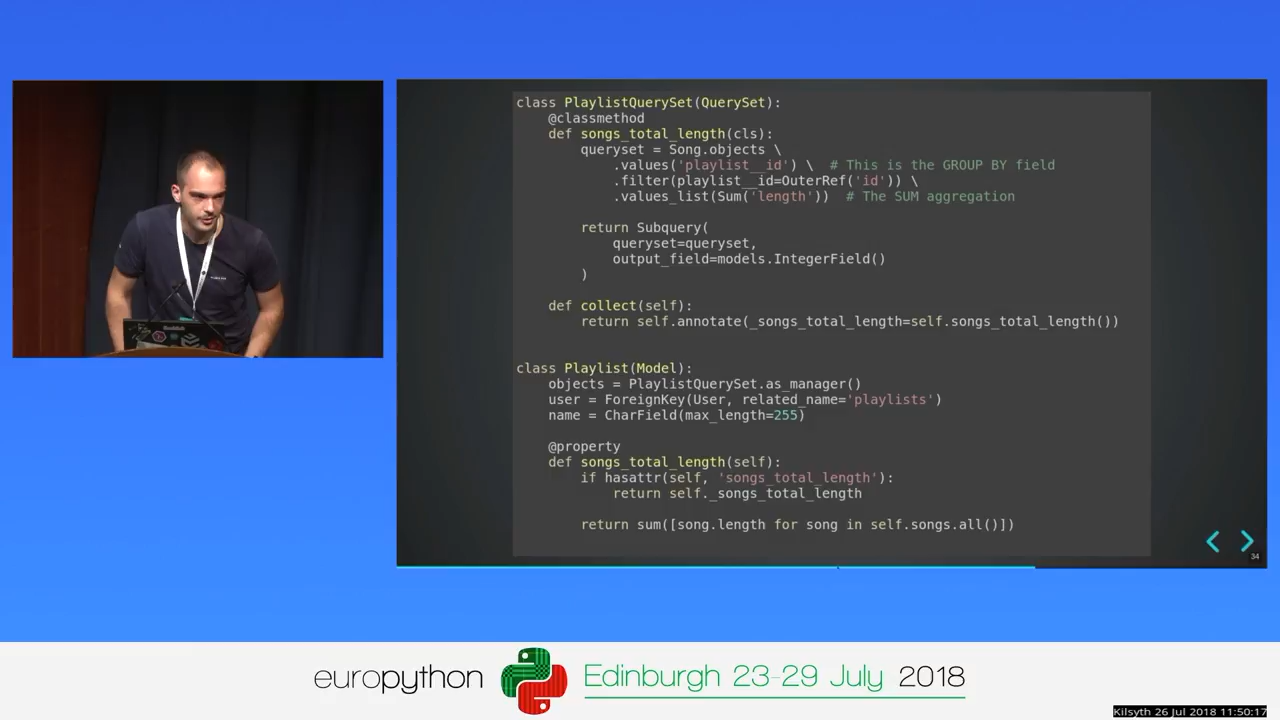 class PlaylistQuerySet(QuerySet):
    @classmethod
    def songs_total_length(cls):
        queryset = Song.objects \
            .values('playlist__id') \  # This is the GROUP BY field
            .filter(playlist__id=OuterRef('id')) \
            .values_list(Sum('length'))  # The SUM aggregation
        return Subquery(
            queryset=queryset,
            output_field=models.IntegerField()
        )
    def collect(self):
        return self.annotate(_songs_total_length=self.songs_total_length())
class Playlist(Model):
    objects = PlaylistQuerySet.as_manager()
    user = ForeignKey(User, related_name='playlists')
    name = CharField(max_length=255)
    @property
    def songs_total_length(self):
        if hasattr(self, 'songs_total_length'):
            return self._songs_total_length
        return sum([song.length for song in self.songs.all()])
34
europython Edinburgh 23-29 July 2018
Kilsyth 26 Jul 2018 11:50:17